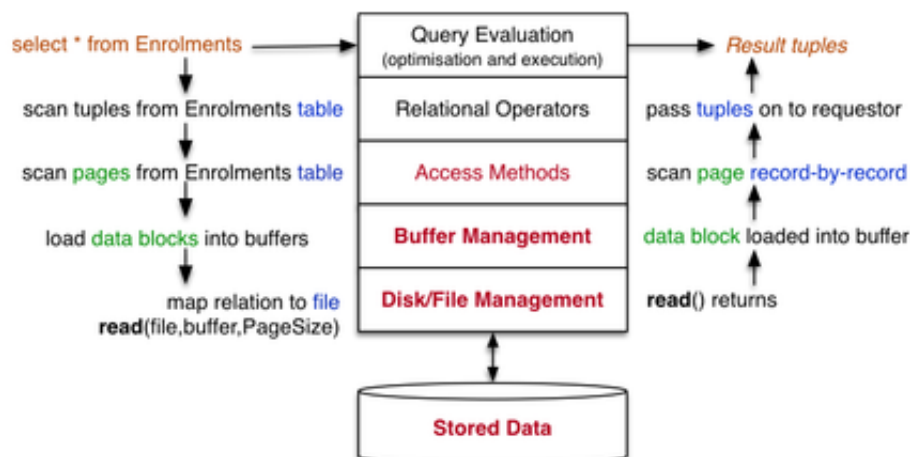 select * from Enrolments
scan tuples from Enrolments table
scan pages from Enrolments table
load data blocks into buffers
map relation to file
read(file,buffer,PageSize)
Query Evaluation
(optimisation and execution)
Relational Operators
Access Methods
Buffer Management
Disk/File Management
Stored Data
Result tuples
pass tuples on to requestor
scan page record-by-record
data block loaded into buffer
read() returns